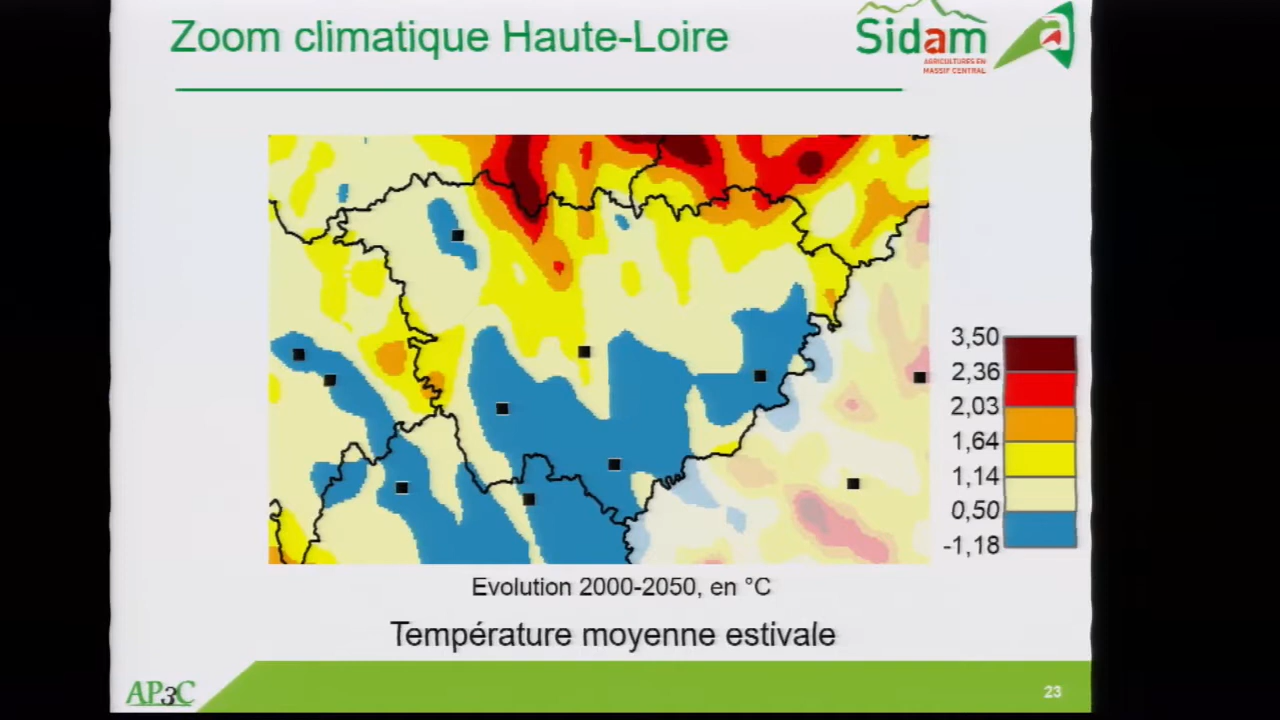 Zoom climatique Haute-Loire
Sidam
AGRICULTURES EN
MASSIF CENTRAL
a
3,50
2,36
2,03
1,64
1,14
0,50
-1,18
Evolution 2000-2050, en °C
Température moyenne estivale
AP3C
23